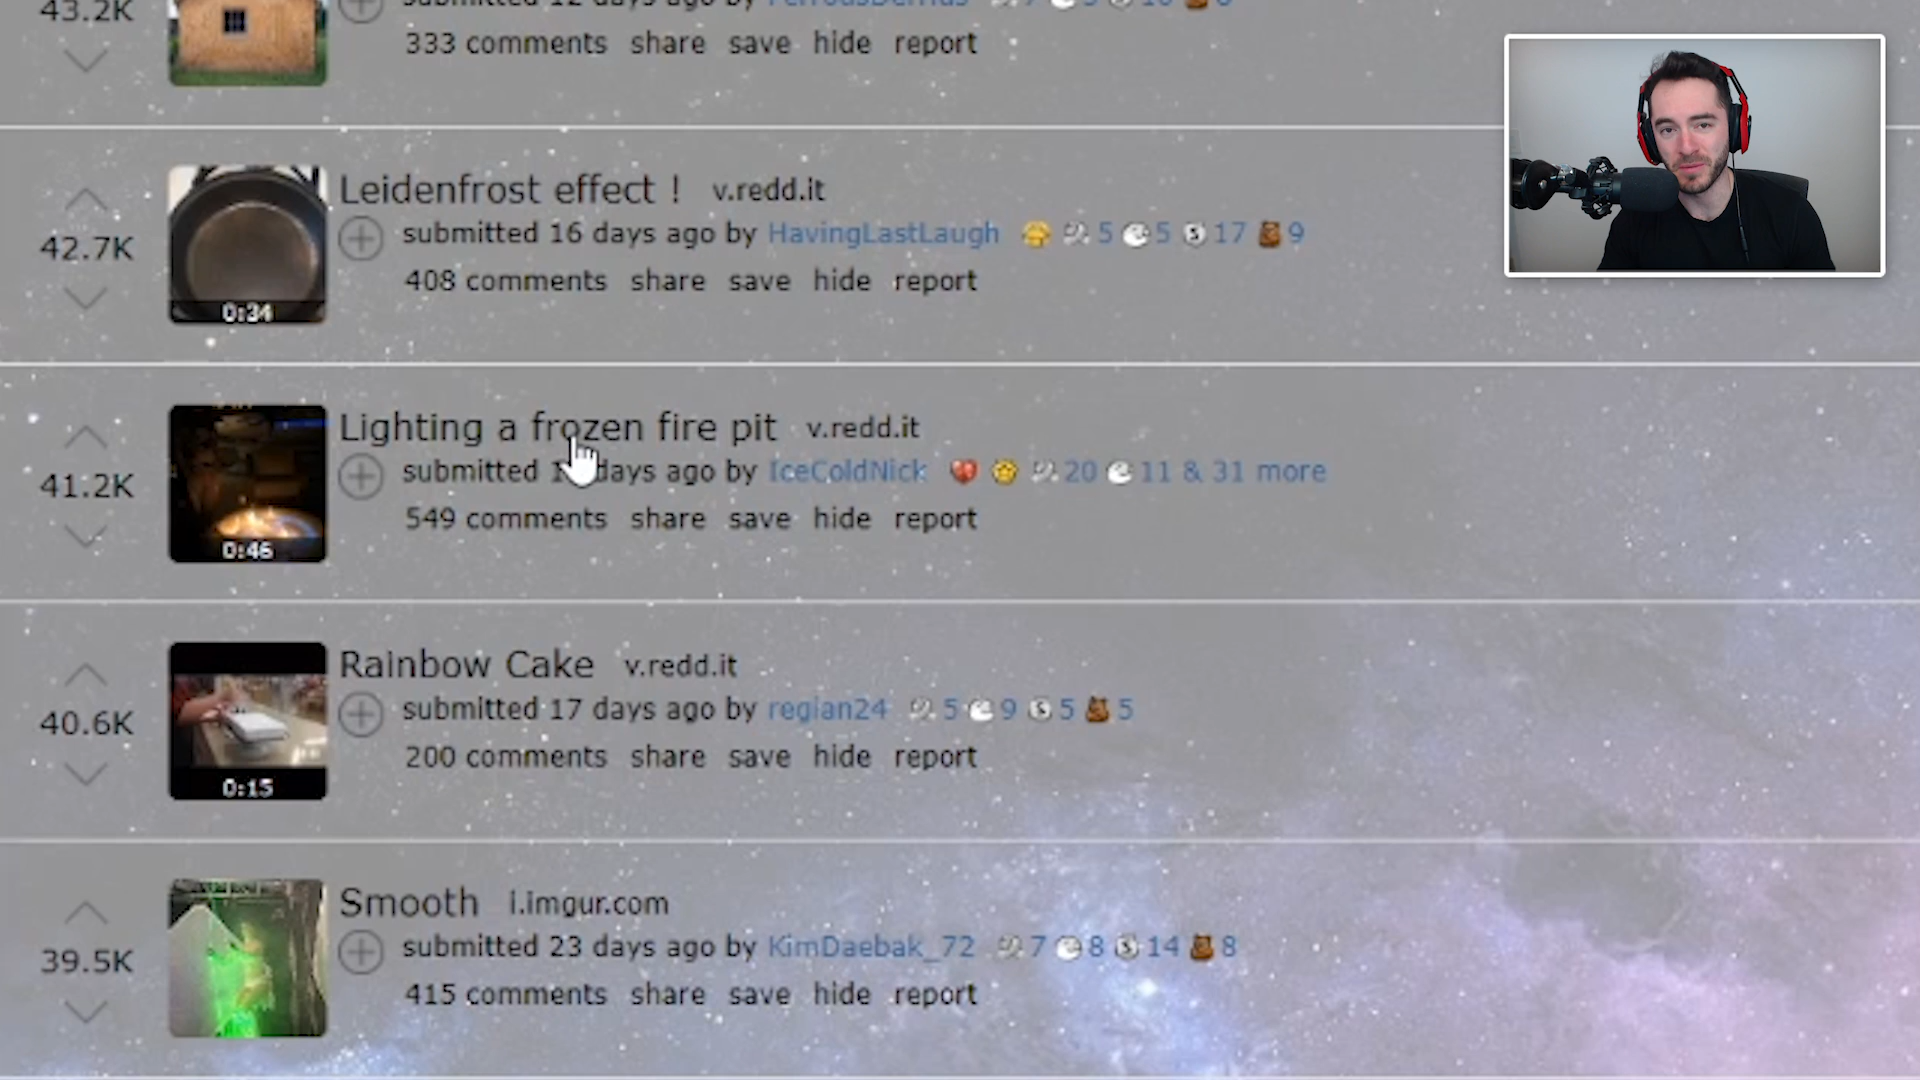 43.2K
submitted 12 days ago by
333 comments share save hide report
Leidenfrost effect ! v.redd.it
submitted 16 days ago by HavingLastLaugh 5 5 17 9
42.7K
408 comments share save hide report
0:34
Lighting a frozen fire pit v.redd.it
submitted days ago by IceColdNick 20 11 & 31 more
41.2K
549 comments share save hide report
0:46
Rainbow Cake v.redd.it
submitted 17 days ago by regian24 5 9 5 5
40.6K
200 comments share save hide report
0:15
Smooth i.imgur.com
submitted 23 days ago by KimDaebak_72 7 8 14 8
39.5K
415 comments share save hide report